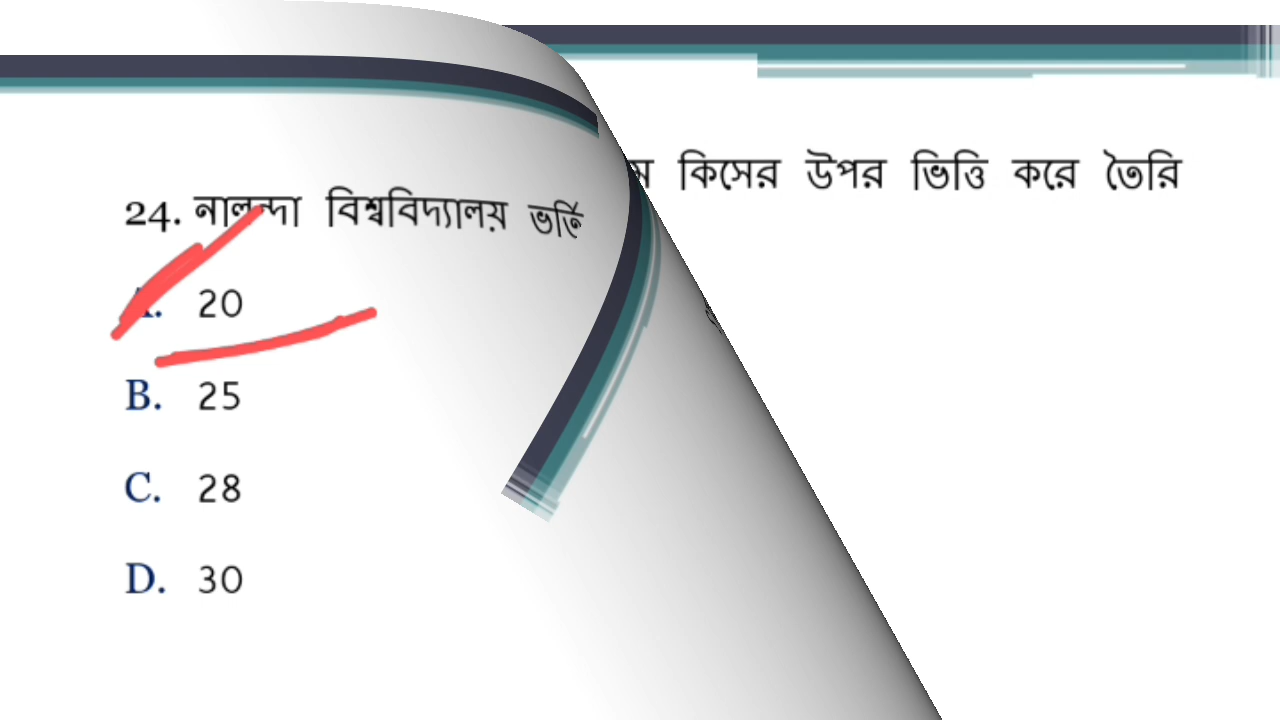 কিসের উপর ভিত্তি করে তৈরি
24. নালন্দা বিশ্ববিদ্যালয় ভর্তি
A. 20
B. 25
C. 28
D. 30